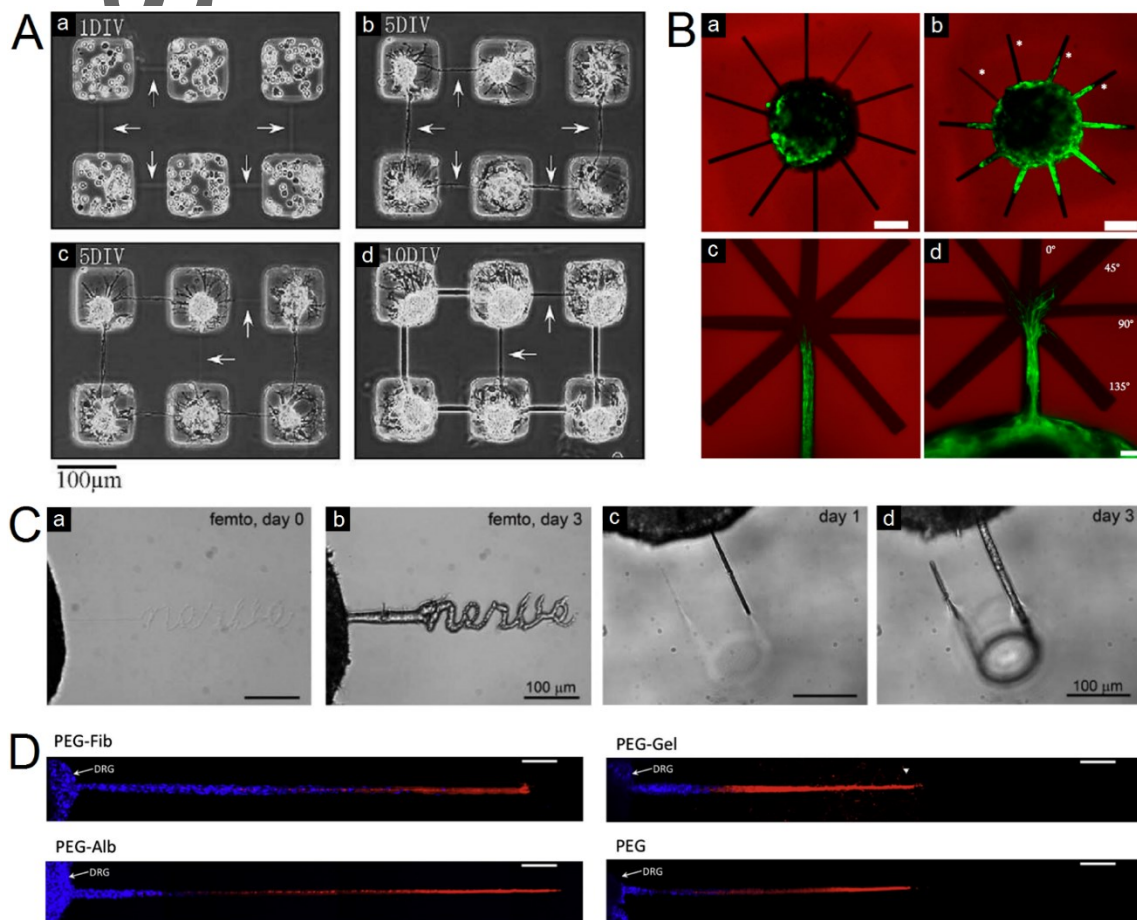 A
a
1DIV
b
5DIV
c
5DIV
d
10DIV
100µm
B
a
b
*
*
*
*
c
d
0°
45°
90°
135°
C
a
femto, day 0
b
femto, day 3
100 µm
c
day 1
d
day 3
100 µm
D
PEG-Fib
DRG
PEG-Gel
DRG
PEG-Alb
DRG
PEG
DRG